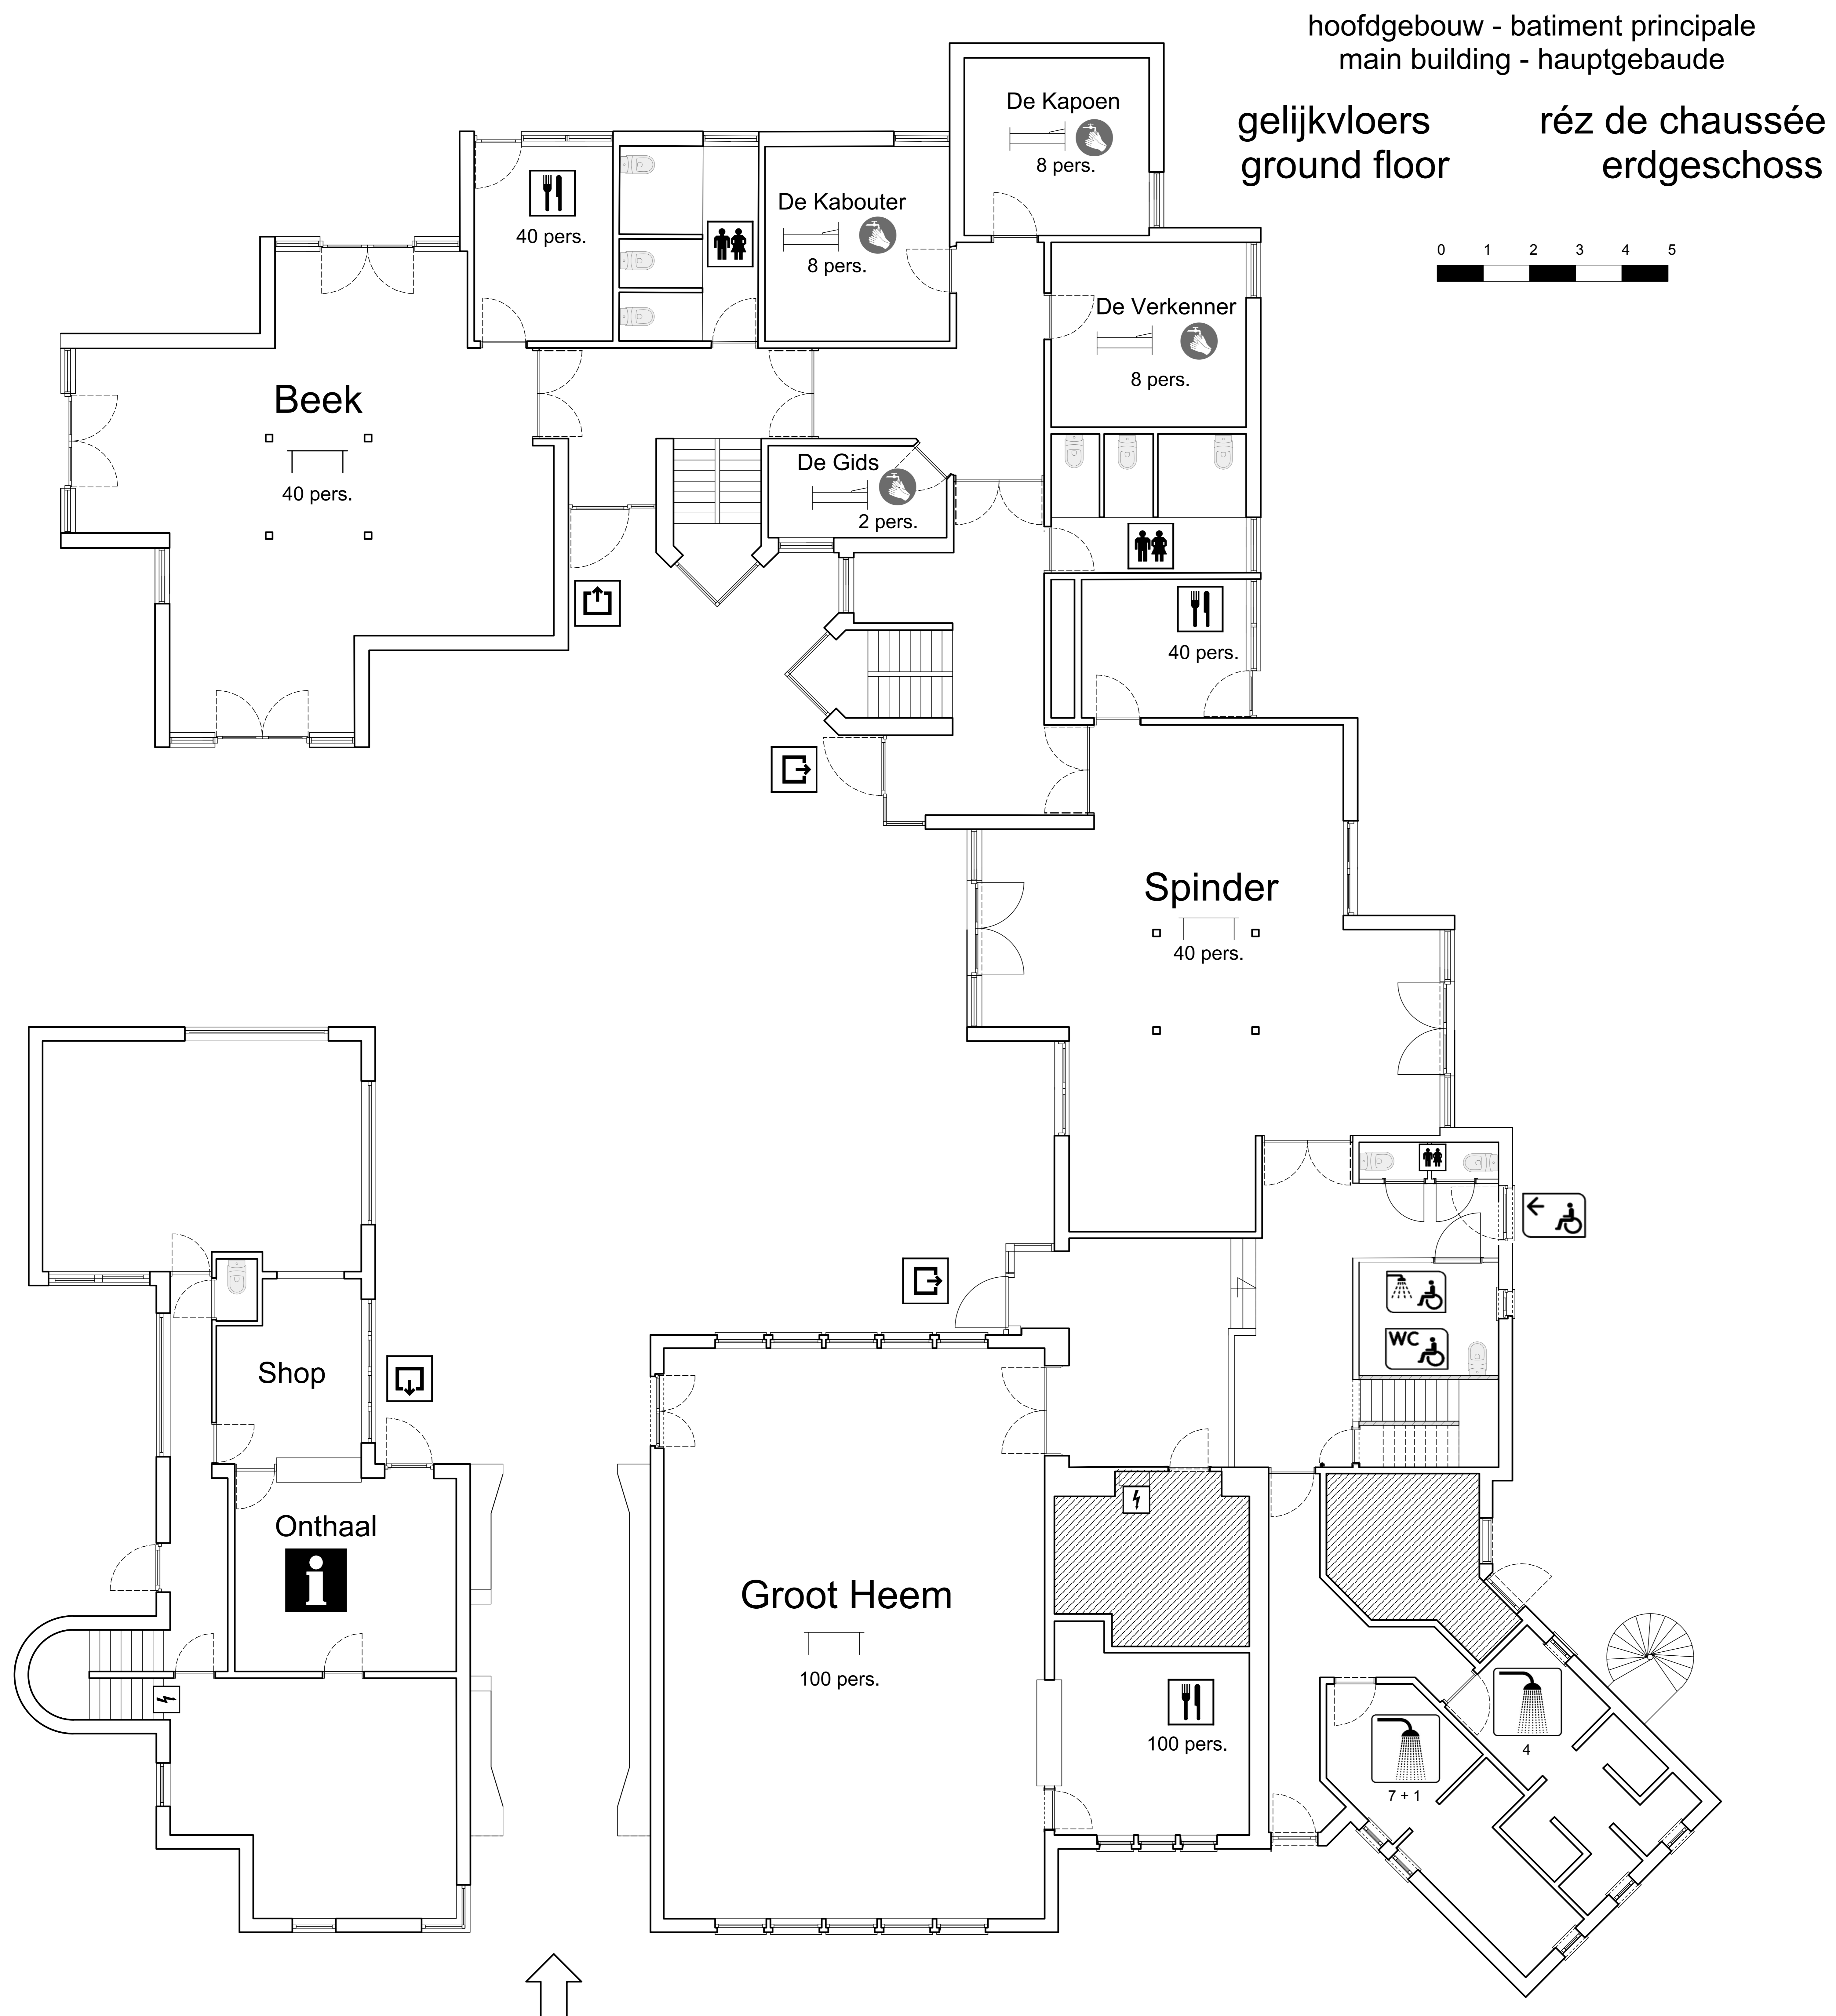 hoofdgebouw - batiment principale
main building - hauptgebaude
gelijkvloers réz de chaussée
ground floor erdgeschoss
0 1 2 3 4 5
De Kapoen
8 pers.
40 pers.
De Kabouter
8 pers.
De Verkenner
8 pers.
Beek
40 pers.
De Gids
2 pers.
40 pers.
Spinder
40 pers.
WC
Shop
Onthaal
i
Groot Heem
100 pers.
100 pers.
4
7 + 1